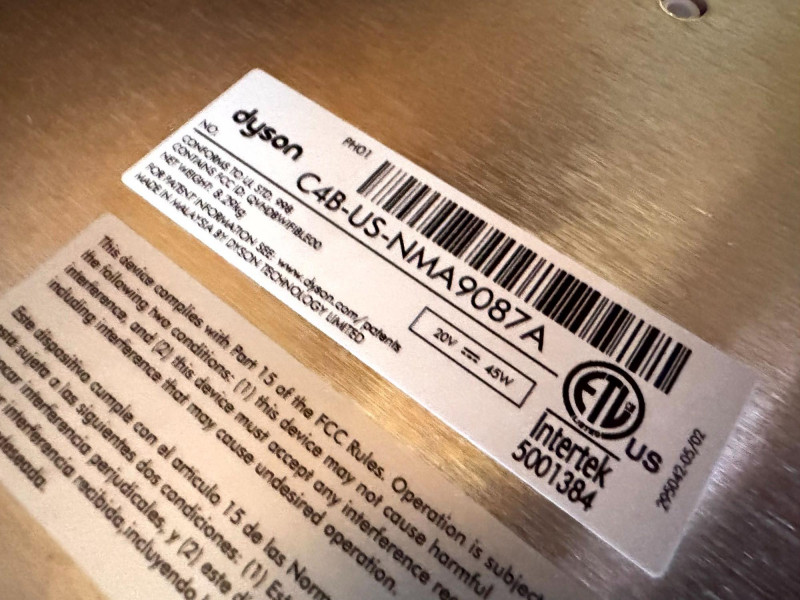 dyson
PH01
NO. C4B-US-NMA9087A
CONFORMS TO UL STD. 998
CONTAINS FCC ID:
NET WEIGHT: 8.29kg
FOR PATENT INFORMATION SEE: www.dyson.com/patents
MADE IN MALAYSIA BY DYSON TECHNOLOGY LIMITED
20V ⎓ 45W
ETL
US
Intertek
5001384
295042-05/02
This device complies with Part 15 of the FCC Rules. Operation is subject
the following two conditions: (1) this device may not cause harmful
interference, and (2) this device must accept any interference
including interference that may cause undesired operation.
Este dispositivo cumple con el artículo 15 de las
está sujeta a las siguientes dos condiciones: (1)
interferencia perjudiciales, y (2) este
interferencia recibida, incluyendo